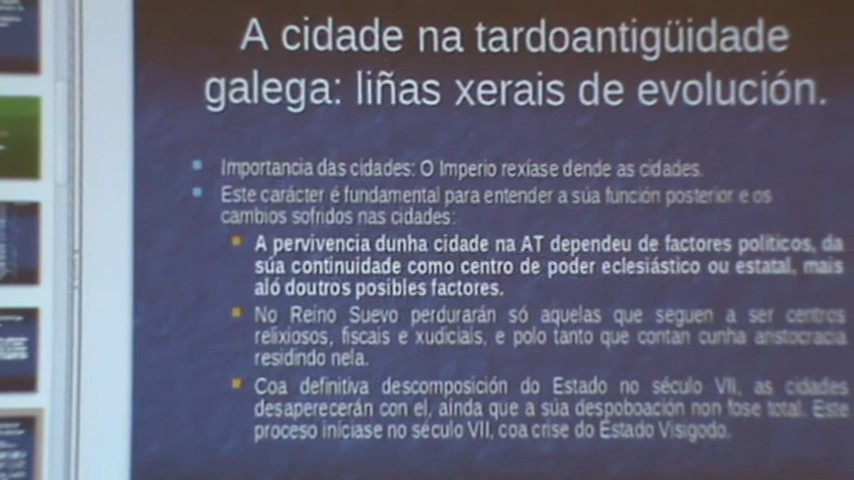 A cidade na tardoantigüidade
galega: liñas xerais de evolución.
Importancia das cidades: O Imperio rexíase dende as cidades.
Este carácter é fundamental para entender a súa función posterior e os
cambios sofridos nas cidades:
A pervivencia dunha cidade na AT dependeu de factores políticos, da
súa continuidade como centro de poder eclesiástico ou estatal, mais
aló doutros posibles factores.
No Reino Suevo perdurarán só aquelas que seguen a ser centros
relixiosos, fiscais e xudiciais, e polo tanto que contan cunha aristocracia
residindo nela.
Coa definitiva descomposición do Estado no século VII, as cidades
desaparecerán con el, aínda que a súa despoboación non fose total. Este
proceso iníciase no século VII, coa crise do Estado Visigodo.